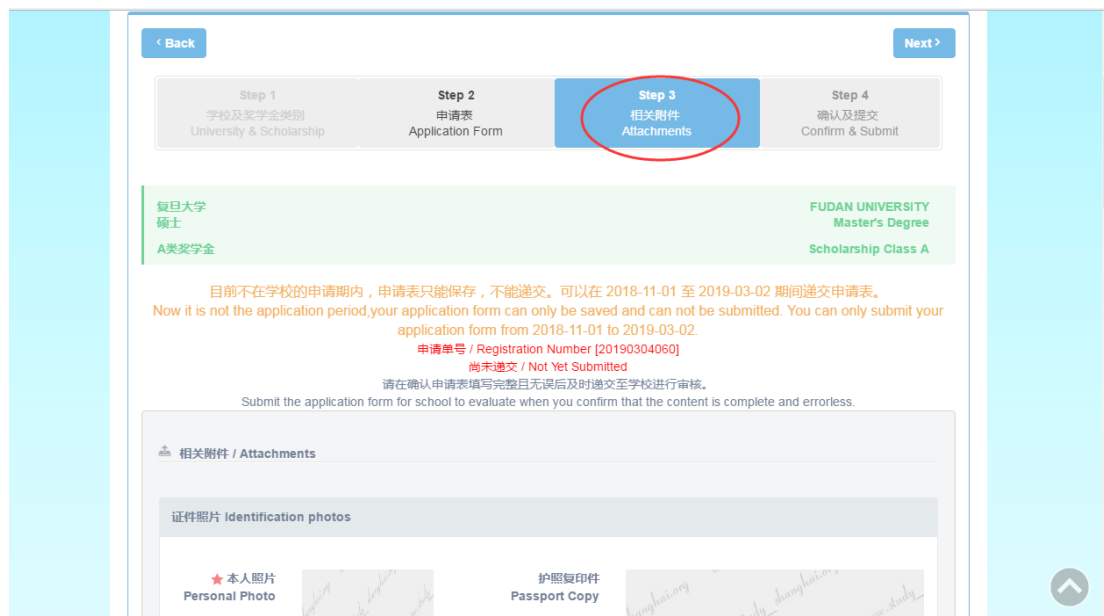 ‹ Back
Next ›
Step 1
学校及奖学金类别
University & Scholarship
Step 2
申请表
Application Form
Step 3
相关附件
Attachments
Step 4
确认及提交
Confirm & Submit
复旦大学
硕士
A类奖学金
FUDAN UNIVERSITY
Master's Degree
Scholarship Class A
目前不在学校的申请期内，申请表只能保存，不能递交。可以在 2018-11-01 至 2019-03-02 期间递交申请表。
Now it is not the application period,your application form can only be saved and can not be submitted. You can only submit your
application form from 2018-11-01 to 2019-03-02.
申请单号 / Registration Number [20190304060]
尚未递交 / Not Yet Submitted
请在确认申请表填写完整且无误后及时递交至学校进行审核。
Submit the application form for school to evaluate when you confirm that the content is complete and errorless.
相关附件 / Attachments
证件照片 Identification photos
★ 本人照片
Personal Photo
护照复印件
Passport Copy